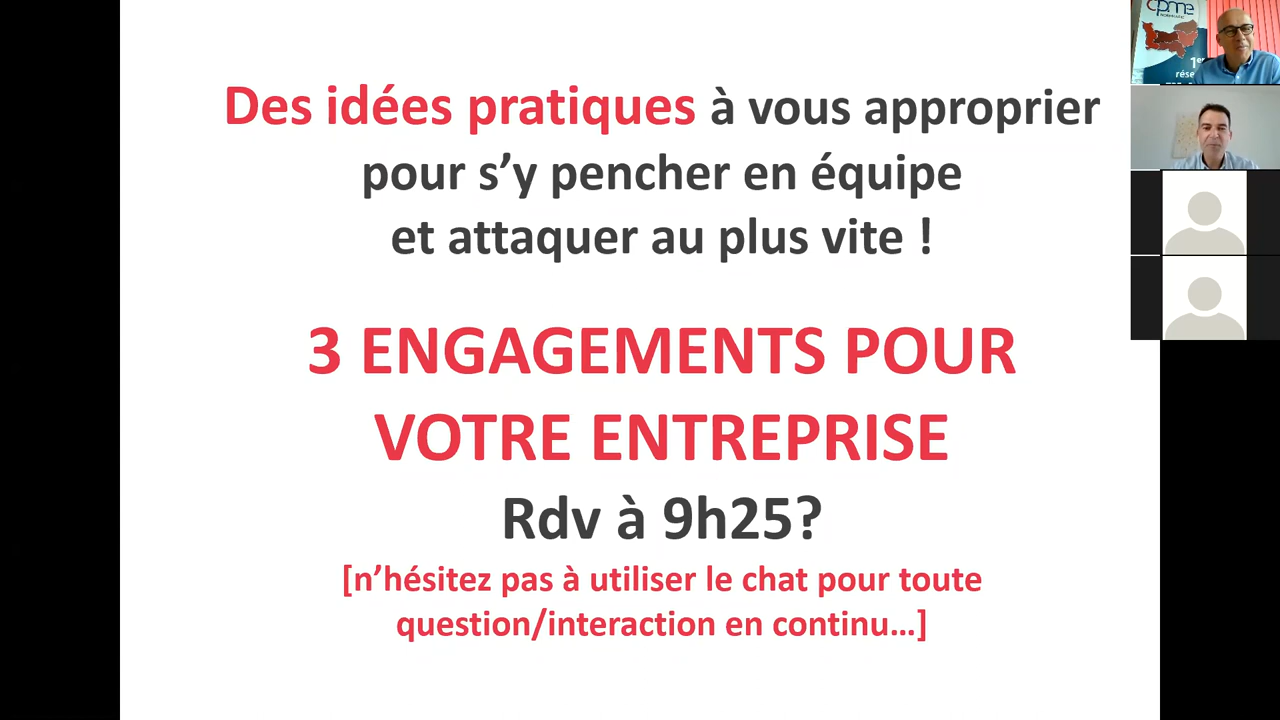 Des idées pratiques à vous approprier
pour s’y pencher en équipe
et attaquer au plus vite !
3 ENGAGEMENTS POUR
VOTRE ENTREPRISE
Rdv à 9h25?
[n’hésitez pas à utiliser le chat pour toute
question/interaction en continu…]
cpme
1er